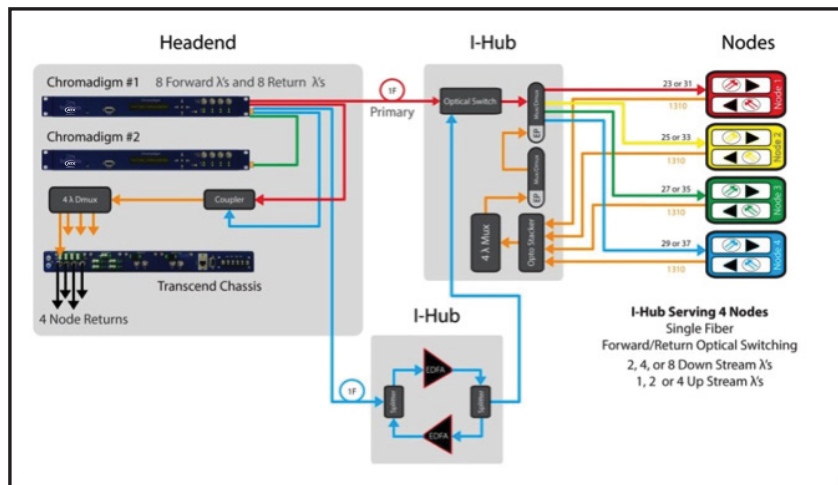 Headend
I-Hub
Nodes
Chromadigm #1
8 Forward λ's and 8 Return λ's
1F
Primary
Optical Switch
Mux/Dmux
EP
23 or 31
1310
Node 1
Chromadigm #2
25 or 33
1310
Node 2
4 λ Dmux
Coupler
Mux/Dmux
EP
27 or 35
1310
Node 3
4 λ Mux
Opto Stacker
29 or 37
1310
Node 4
Transcend Chassis
4 Node Returns
I-Hub
1F
Splitter
EDFA
EDFA
Splitter
I-Hub Serving 4 Nodes
Single Fiber
Forward/Return Optical Switching
2, 4, or 8 Down Stream λ's
1, 2 or 4 Up Stream λ's